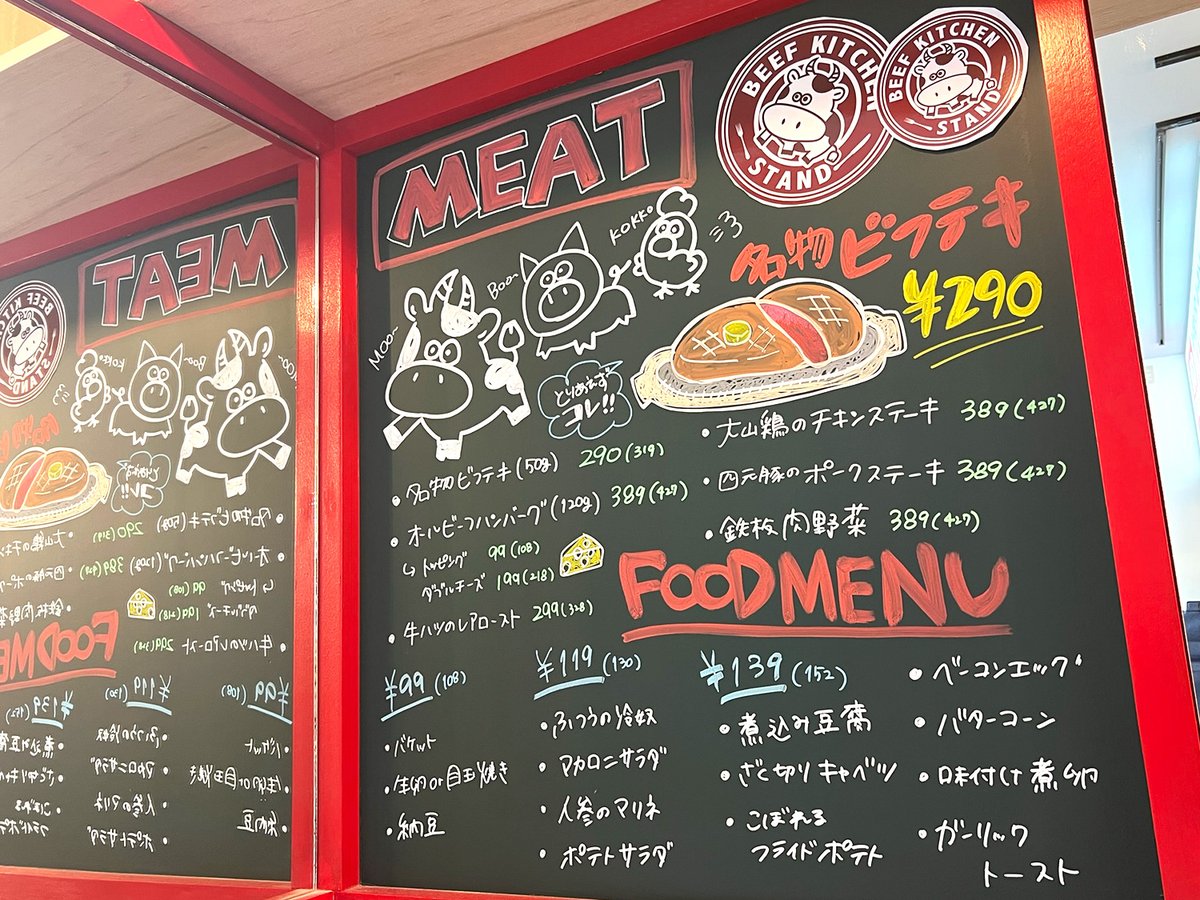 MEAT
BEEF KITCHEN
STAND
BEEF KITCHEN
STAND
名物ビフテキ
¥290
MOO~
BOO~
KOKKO
とりあえず
コレ!!
・名物ビフテキ(50g) 290(319)
・オールビーフハンバーグ(120g) 389(427)
↳トッピング 99(108)
ダブルチーズ 199(218)
・牛ハツのレアロースト 299(328)
・大山鶏のチキンステーキ 389(427)
・四元豚のポークステーキ 389(427)
・鉄板肉野菜 389(427)
FOODMENU
¥99(108)
・バケット
・生卵or目玉焼き
・納豆
¥119(130)
・ふつうの冷奴
・マカロニサラダ
・人参のマリネ
・ポテトサラダ
¥139(152)
・煮込み豆腐
・ざく切りキャベツ
・こぼれる
フライドポテト
・ベーコンエッグ
・バターコーン
・味付け煮卵
・ガーリック
トースト
MEAT
BEEF KITCHEN
STAND